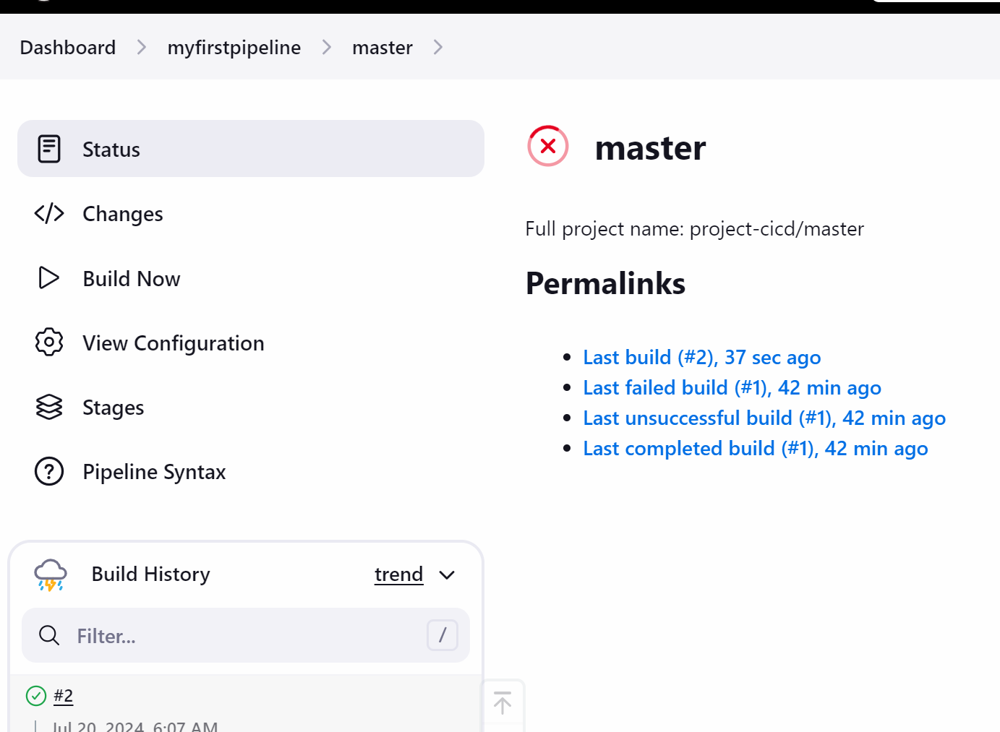 Dashboard > myfirstpipeline > master >
Status
Changes
Build Now
View Configuration
Stages
Pipeline Syntax
Build History trend
Filter... /
#2
Jul 20, 2024, 6:07 AM
master
Full project name: project-cicd/master
Permalinks
• Last build (#2), 37 sec ago
• Last failed build (#1), 42 min ago
• Last unsuccessful build (#1), 42 min ago
• Last completed build (#1), 42 min ago